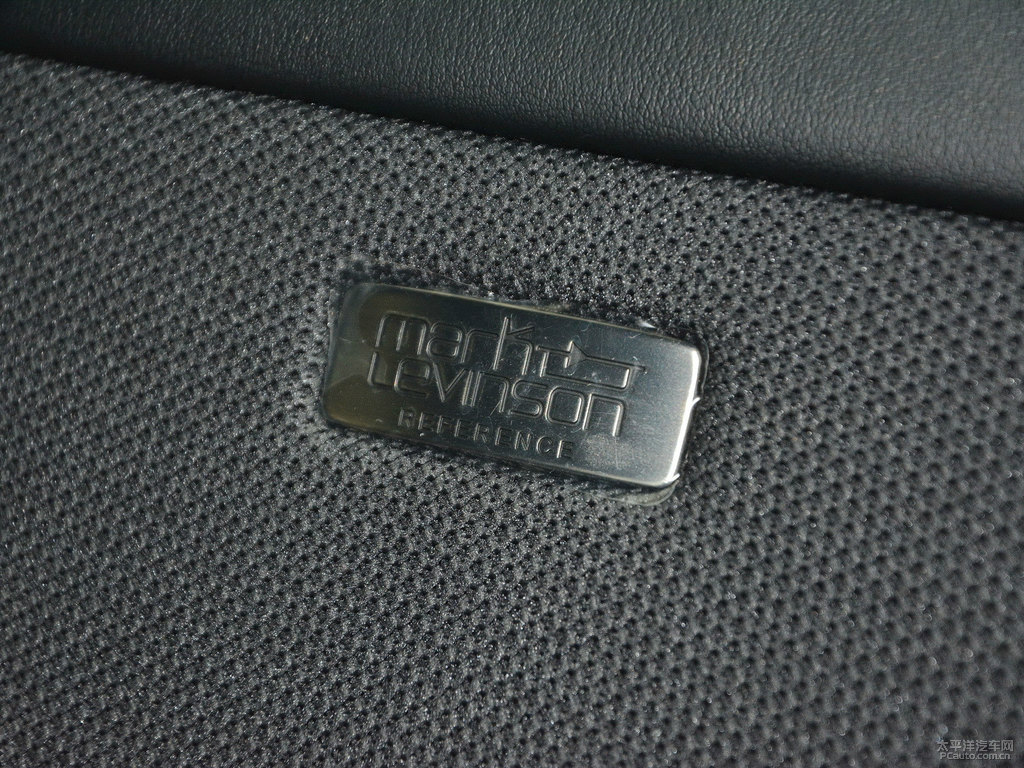 mark
Levinson
REFERENCE
太平洋汽车网
PCauto.com.cn